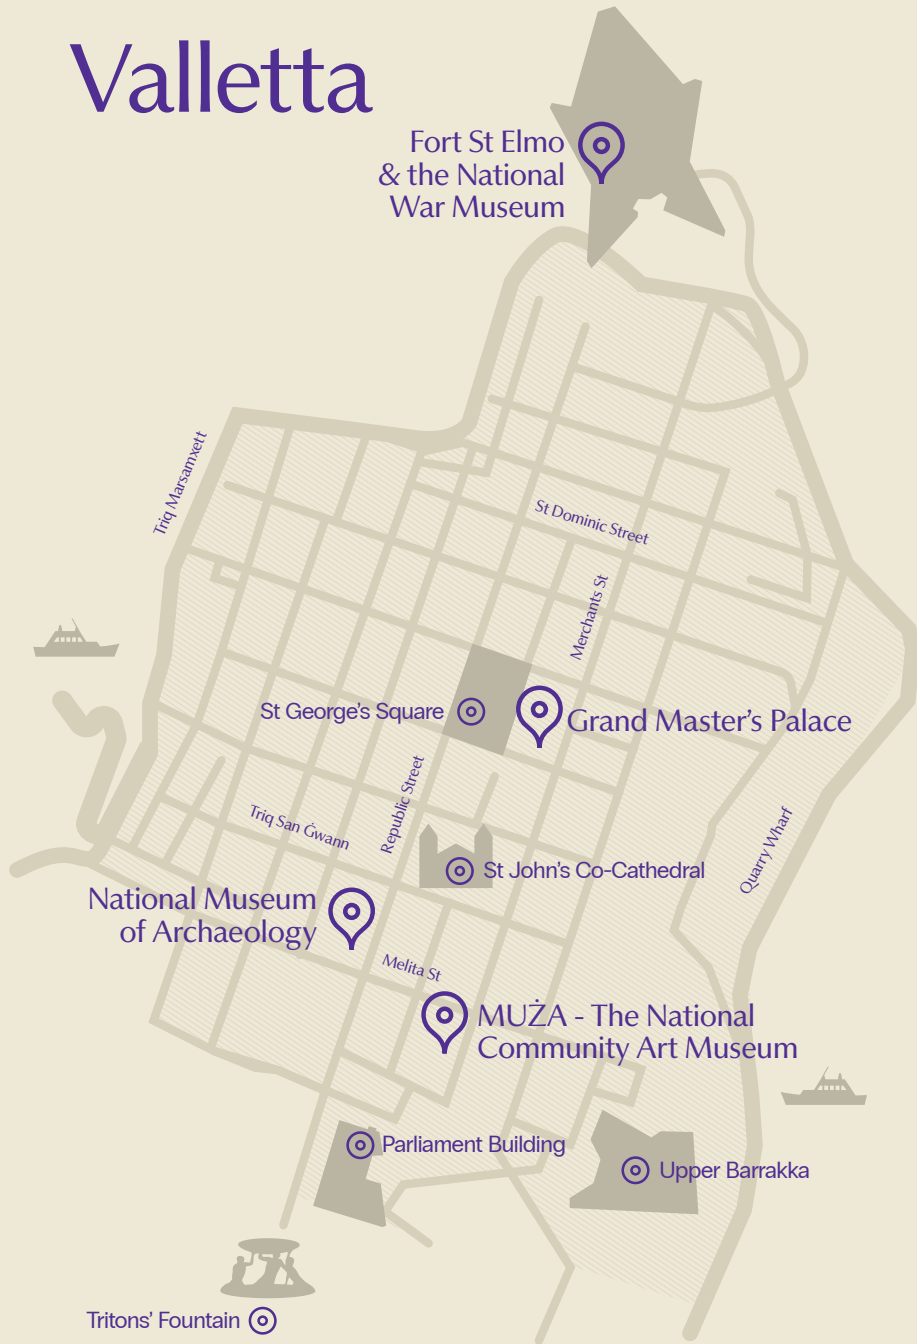 Valletta
Fort St Elmo
& the National
War Museum
Triq Marsamxett
St Dominic Street
Merchants St
St George's Square
Grand Master's Palace
Republic Street
Triq San Ġwann
Quarry Wharf
St John's Co-Cathedral
National Museum
of Archaeology
Melita St
MUŻA - The National
Community Art Museum
Parliament Building
Upper Barrakka
Tritons' Fountain